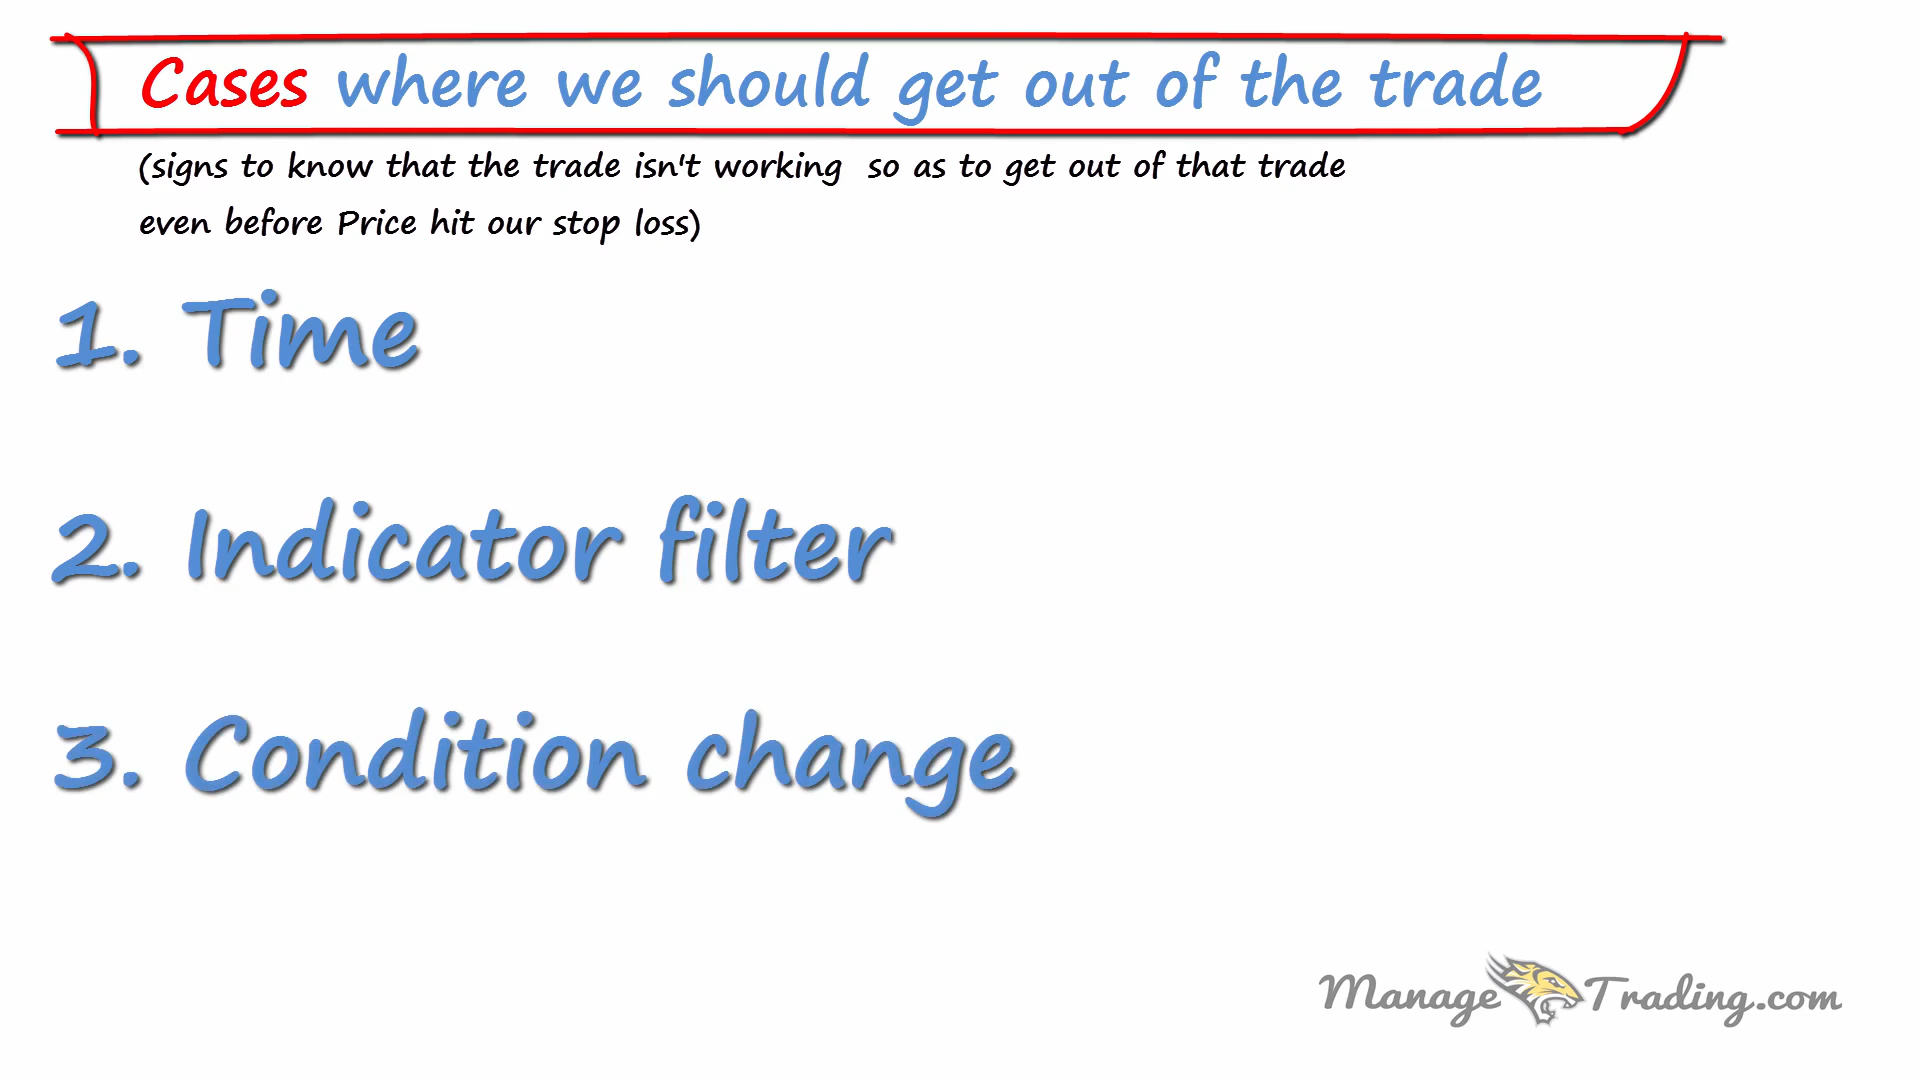 Cases where we should get out of the trade
(signs to know that the trade isn't working  so as to get out of that trade
even before Price hit our stop loss)
1. Time
2. Indicator filter
3. Condition change
Manage Trading.com